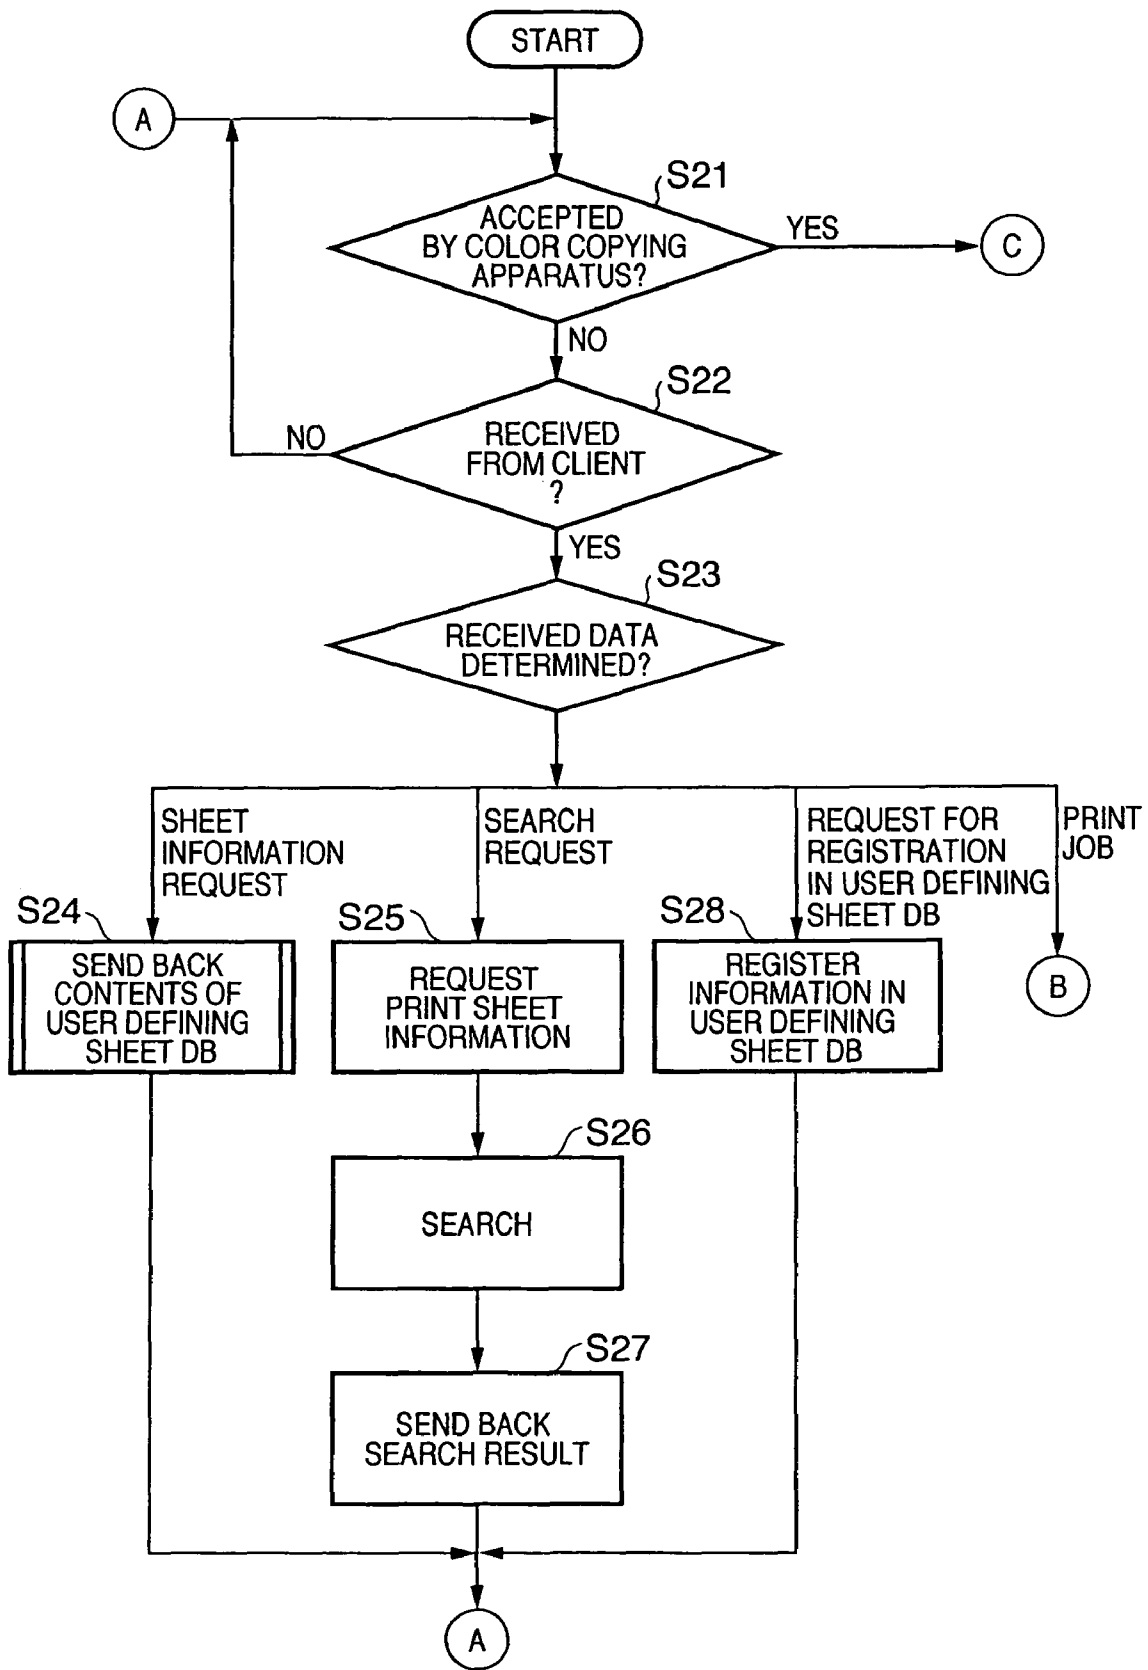 START
A
S21
ACCEPTED
BY COLOR COPYING
APPARATUS?
YES
C
NO
S22
RECEIVED
FROM CLIENT
?
NO
YES
S23
RECEIVED DATA
DETERMINED?
SHEET
INFORMATION
REQUEST
SEARCH
REQUEST
REQUEST FOR
REGISTRATION
IN USER DEFINING
SHEET DB
PRINT
JOB
S24
SEND BACK
CONTENTS OF
USER DEFINING
SHEET DB
S25
REQUEST
PRINT SHEET
INFORMATION
S28
REGISTER
INFORMATION IN
USER DEFINING
SHEET DB
B
S26
SEARCH
S27
SEND BACK
SEARCH RESULT
A